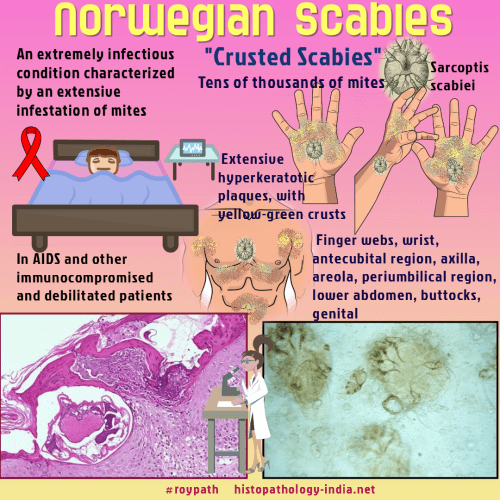 Norwegian Scabies
An extremely infectious
condition characterized
by an extensive
infestation of mites
"Crusted Scabies"
Tens of thousands of mites
Sarcoptis
scabiei
Extensive
hyperkeratotic
plaques, with
yellow-green crusts
In AIDS and other
immunocompromised
and debilitated patients
Finger webs, wrist,
antecubital region, axilla,
areola, periumbilical region,
lower abdomen, buttocks,
genital
#roypath histopathology-india.net